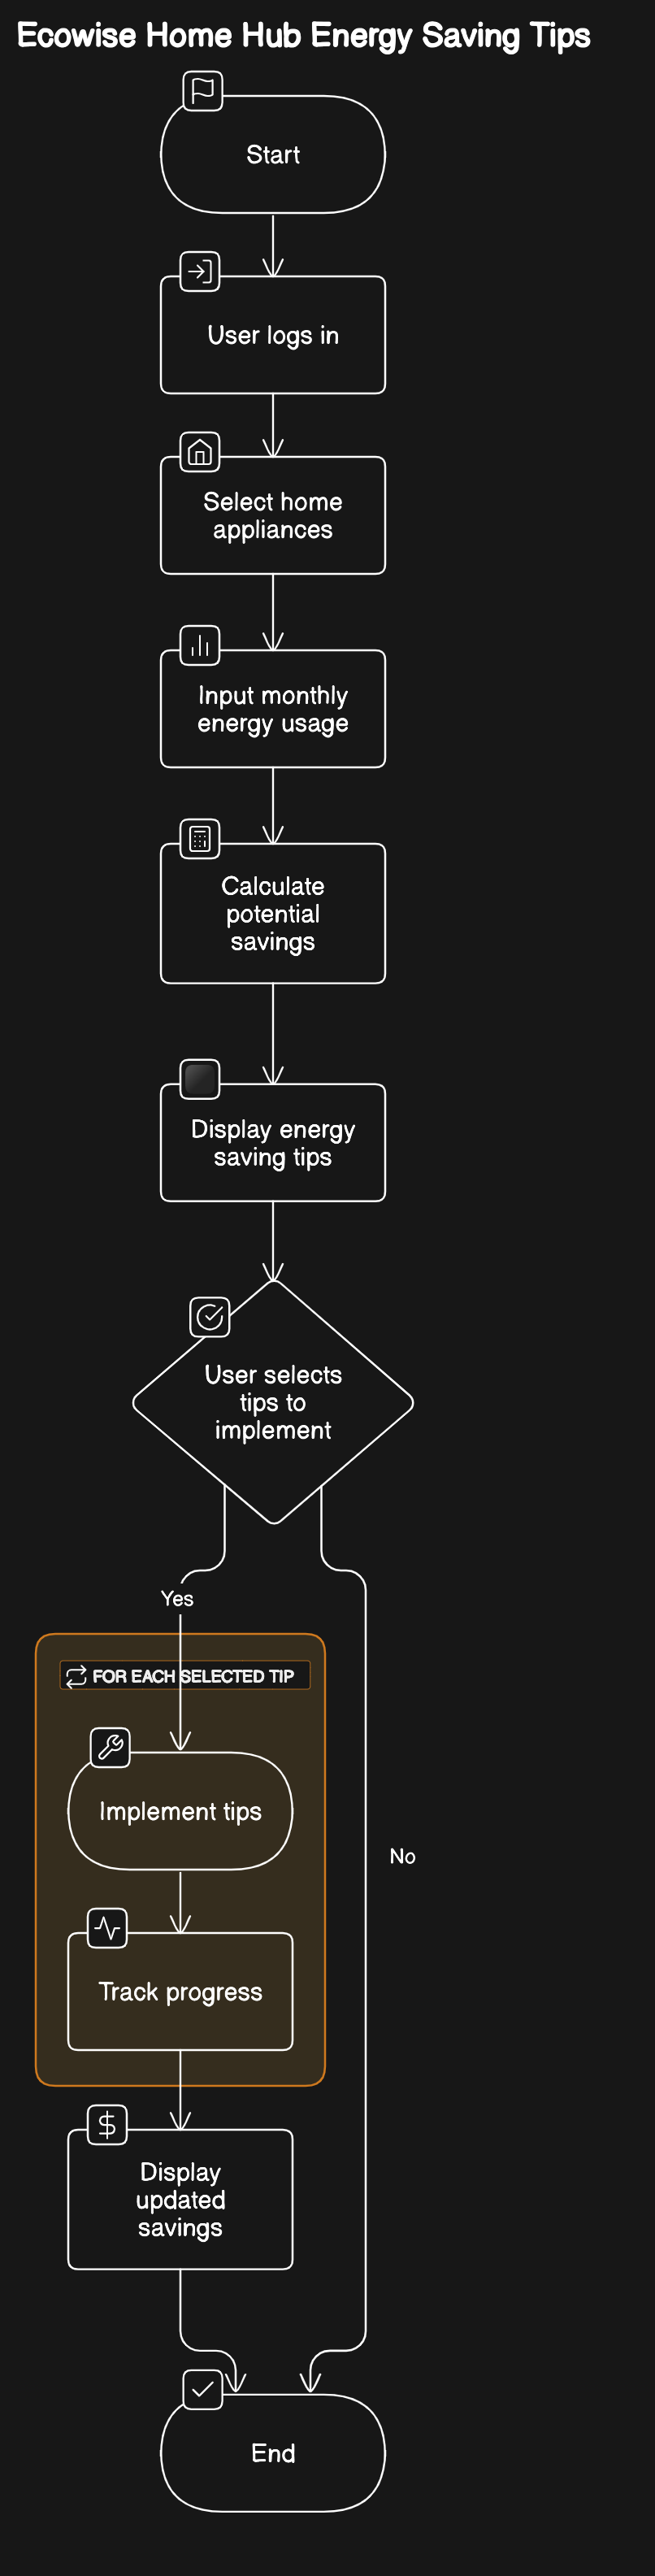 Ecowise Home Hub Energy Saving Tips
Start
User logs in
Select home
appliances
Input monthly
energy usage
Calculate
potential
savings
Display energy
saving tips
User selects
tips to
implement
Yes
FOR EACH SELECTED TIP
Implement tips
No
Track progress
Display
updated
savings
End